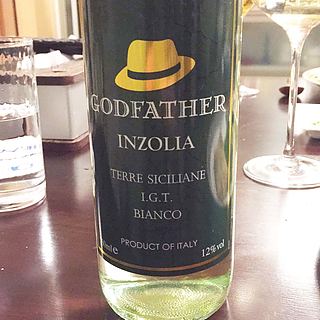 GODFATHER
INZOLIA
TERRE SICILIANE
I.G.T.
BIANCO
PRODUCT OF ITALY
12% vol